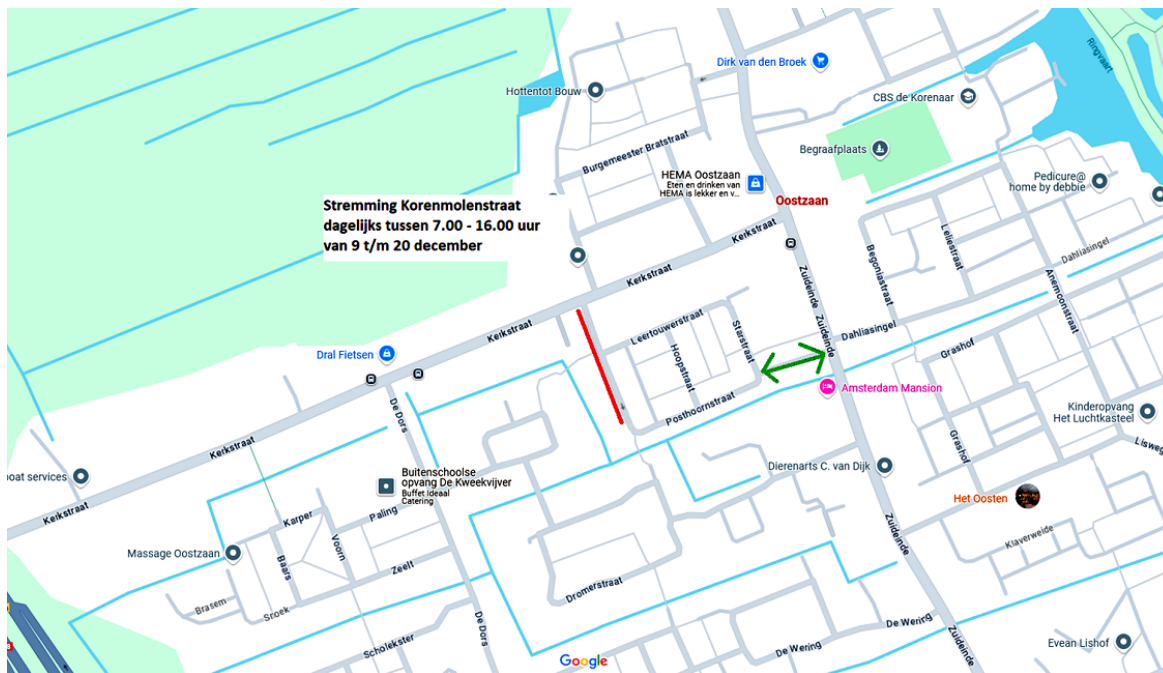 Ringvaart
Dirk van den Broek
Hottentot Bouw
CBS de Korenaar
Burgemeester Bratstraat
Begraafplaats
HEMA Oostzaan
Eten en drinken van
HEMA is lekker en v...
Pedicure@
home by debbie
Stremming Korenmolenstraat
dagelijks tussen 7.00 - 16.00 uur
van 9 t/m 20 december
Oostzaan
Kerkstraat
Zuideinde
Begoniastraat
Leliestraat
Dahliasingel
Anemoonstraat
Kerkstraat
Kerkstraat
Leertouwerstraat
Starstraat
Zuideinde
Dahliasingel
Dral Fietsen
Hoopstraat
Grashof
Amsterdam Mansion
De Dors
Posthoornstraat
Kinderopvang
Het Luchtkasteel
Grashof
Lisweg
Kerkstraat
Dierenarts C. van Dijk
oat services
Buitenschoolse
opvang De Kweekvijver
Buffet Ideaal
Catering
Het Oosten
Kerkstraat
Karper
Paling
Voorn
Zuideinde
Klaverweide
Massage Oostzaan
Baars
Zeelt
Dromerstraat
Brasem
Snoek
De Dors
De Wering
Scholekster
De Wering
Zuideinde
Evean Lishof
Google